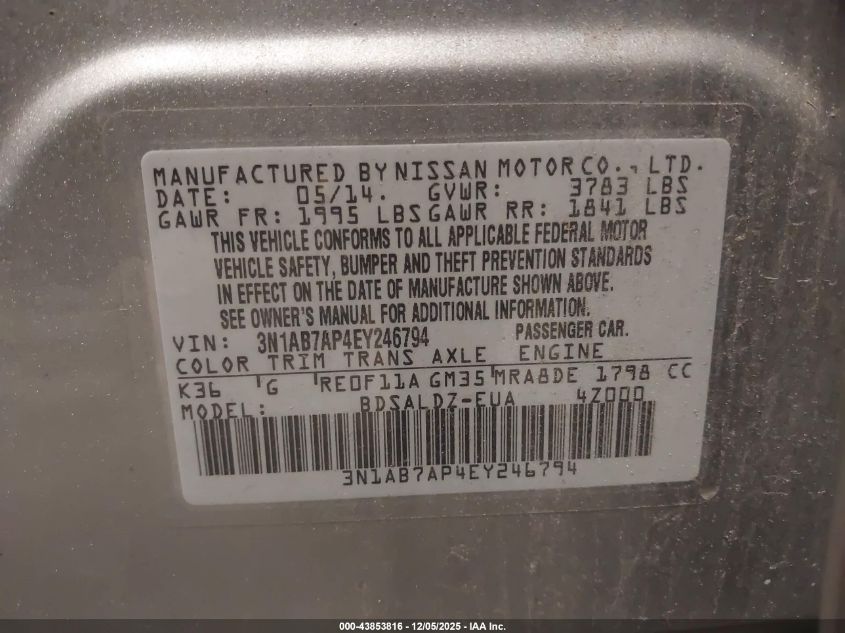 MANUFACTURED BY NISSAN MOTOR CO., LTD.
DATE: 05/14. GVWR: 3783 LBS
GAWR FR: 1995 LBS GAWR RR: 1841 LBS
THIS VEHICLE CONFORMS TO ALL APPLICABLE FEDERAL MOTOR
VEHICLE SAFETY, BUMPER AND THEFT PREVENTION STANDARDS
IN EFFECT ON THE DATE OF MANUFACTURE SHOWN ABOVE.
SEE OWNER'S MANUAL FOR ADDITIONAL INFORMATION.
VIN: 3N1AB7AP4EY246794 PASSENGER CAR.
COLOR TRIM TRANS AXLE ENGINE
K36 G RE0F11A GM35 MRA8DE 1798 CC
MODEL: BDSALDZ-EUA 4Z000
3N1AB7AP4EY246794
000-43853816 - 12/05/2025 - IAA Inc.